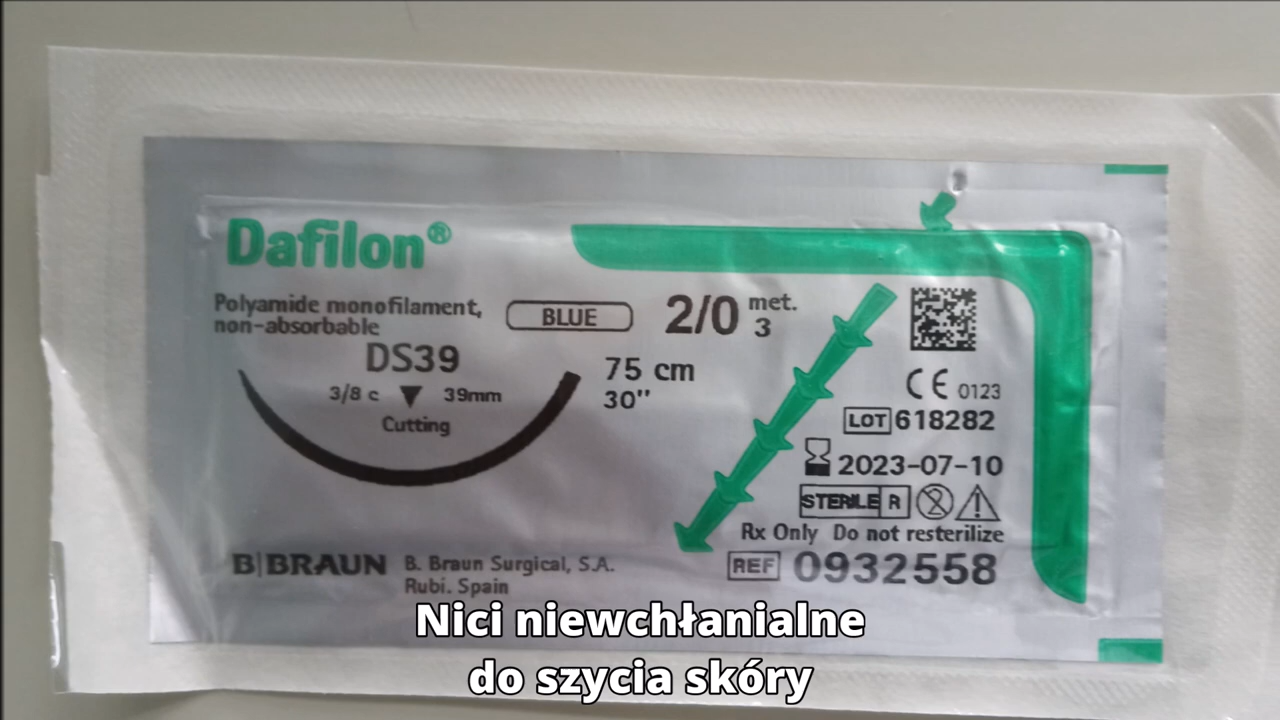 Dafilon®
Polyamide monofilament,
non-absorbable
BLUE
2/0 met.
3
DS39
3/8 c 39mm
Cutting
75 cm
30"
CE 0123
LOT 618282
2023-07-10
STERILE R
Rx Only Do not resterilize
REF 0932558
B|BRAUN
B. Braun Surgical, S.A.
Rubi. Spain
Nici niewchłanialne
do szycia skóry